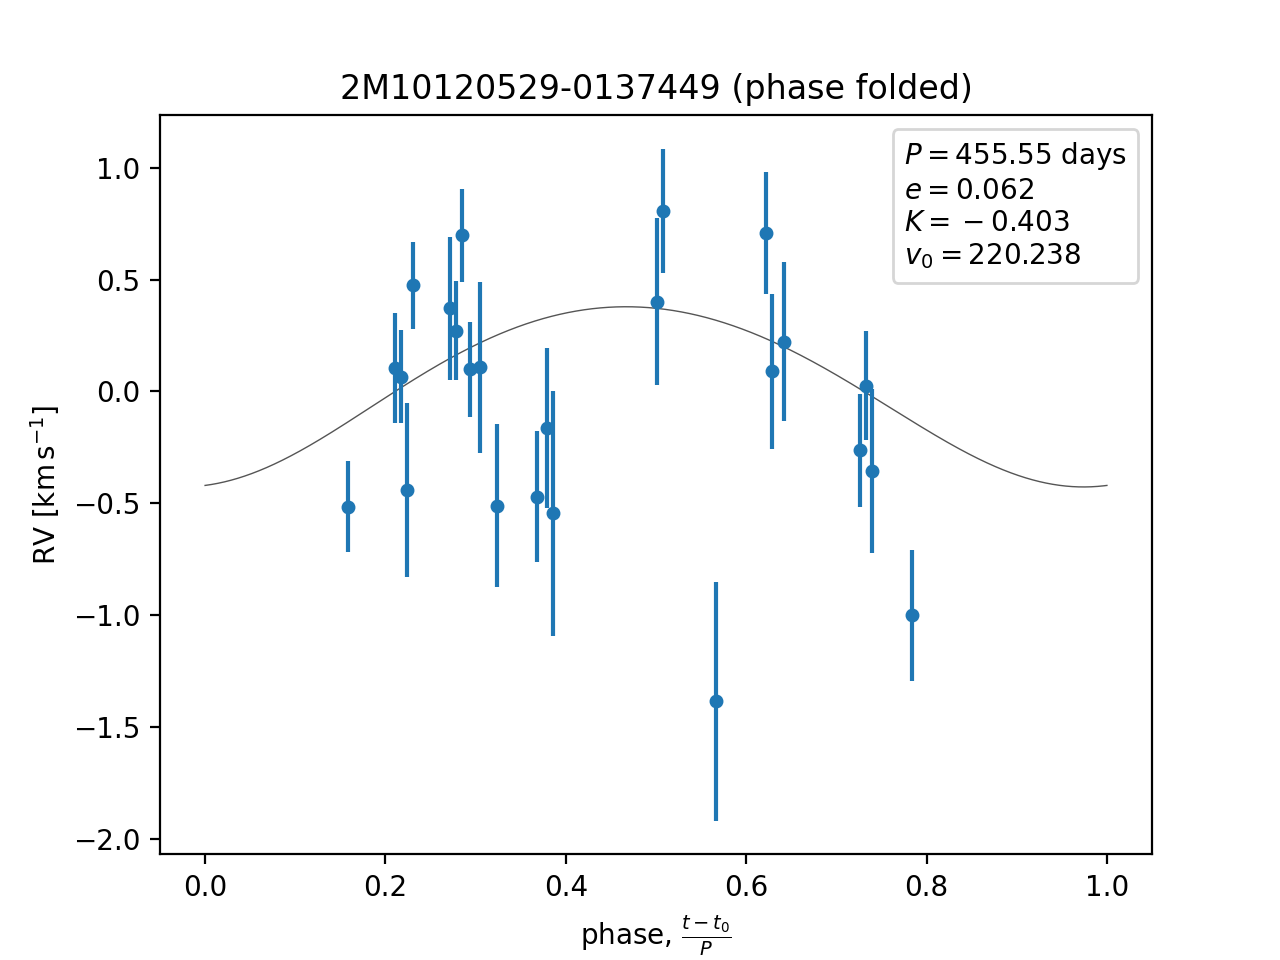 2M10120529-0137449 (phase folded)
P = 455.55 days
e = 0.062
K = −0.403
v₀ = 220.238
1.0
0.5
0.0
−0.5
−1.0
−1.5
−2.0
RV [km s⁻¹]
0.0 0.2 0.4 0.6 0.8 1.0
phase, (t − t₀)/P